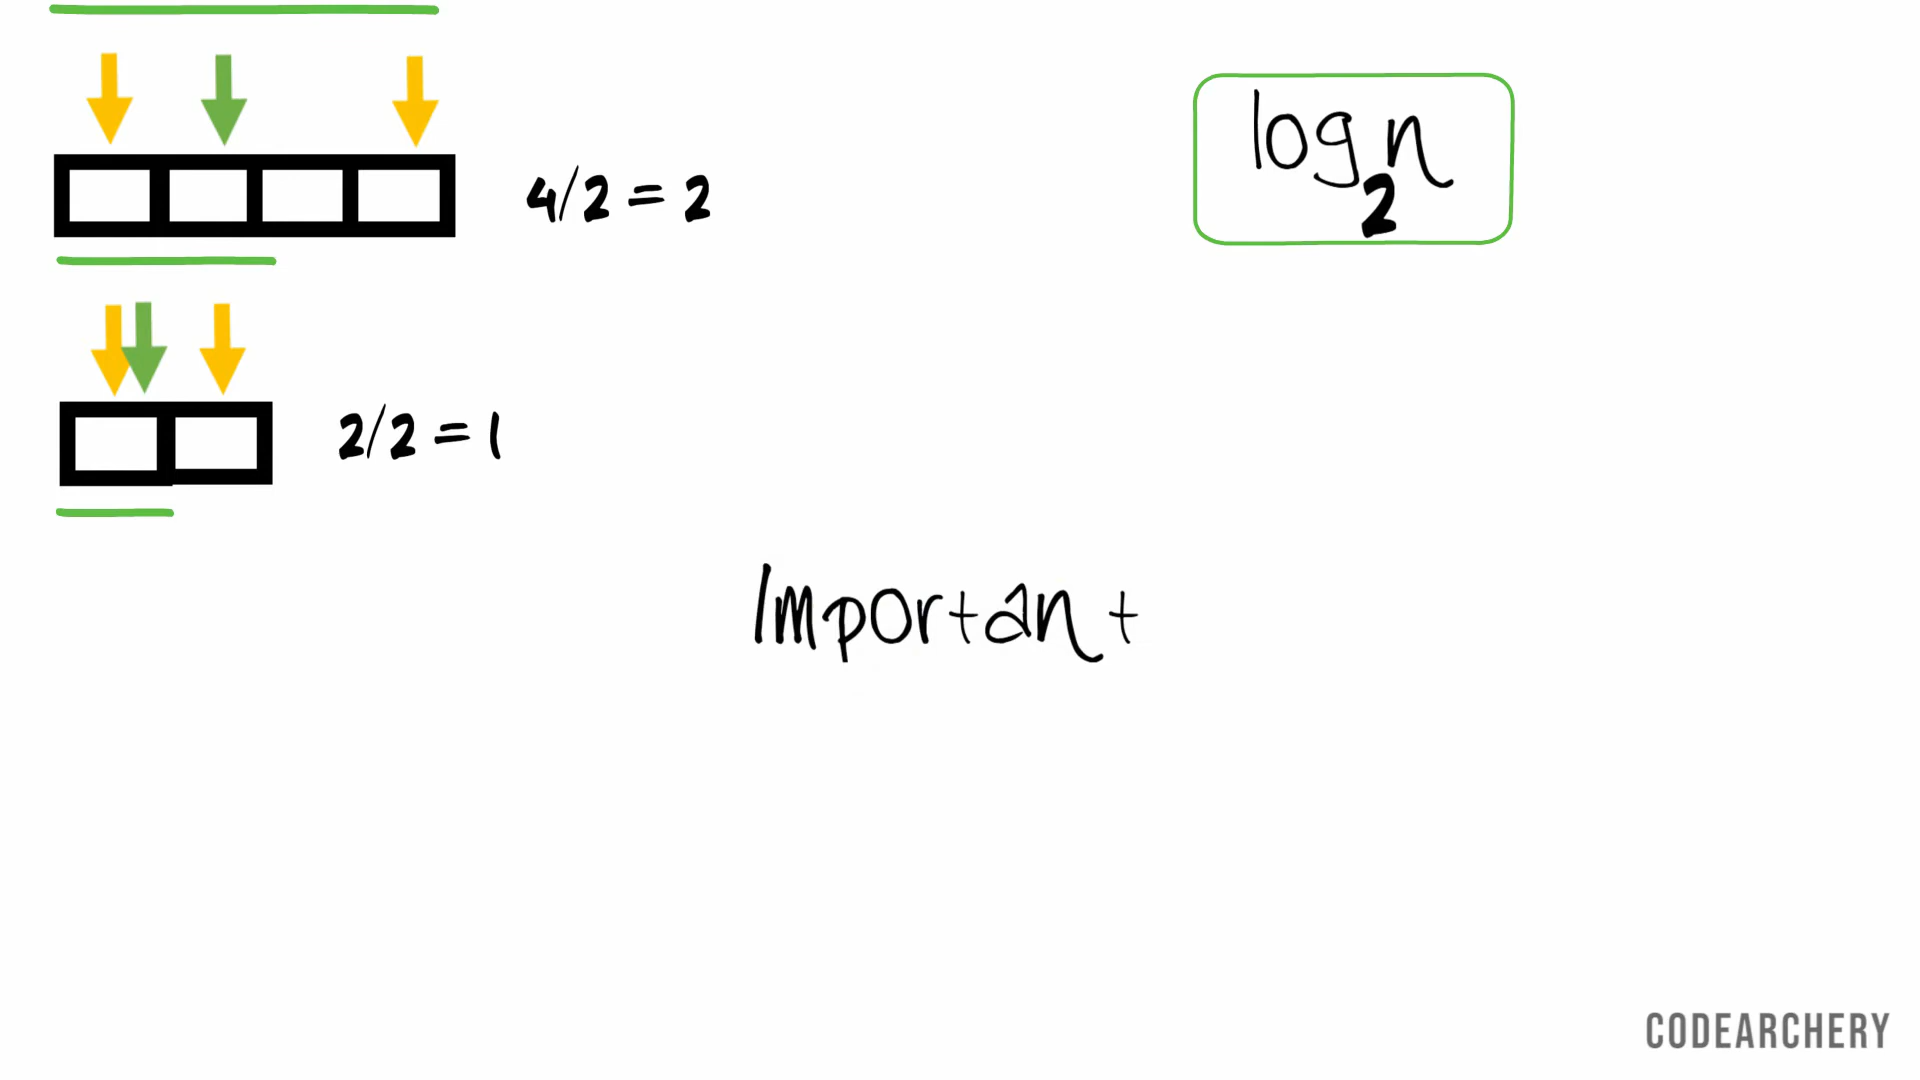 log₂n
4/2 = 2
2/2 = 1
Important
CODEARCHERY